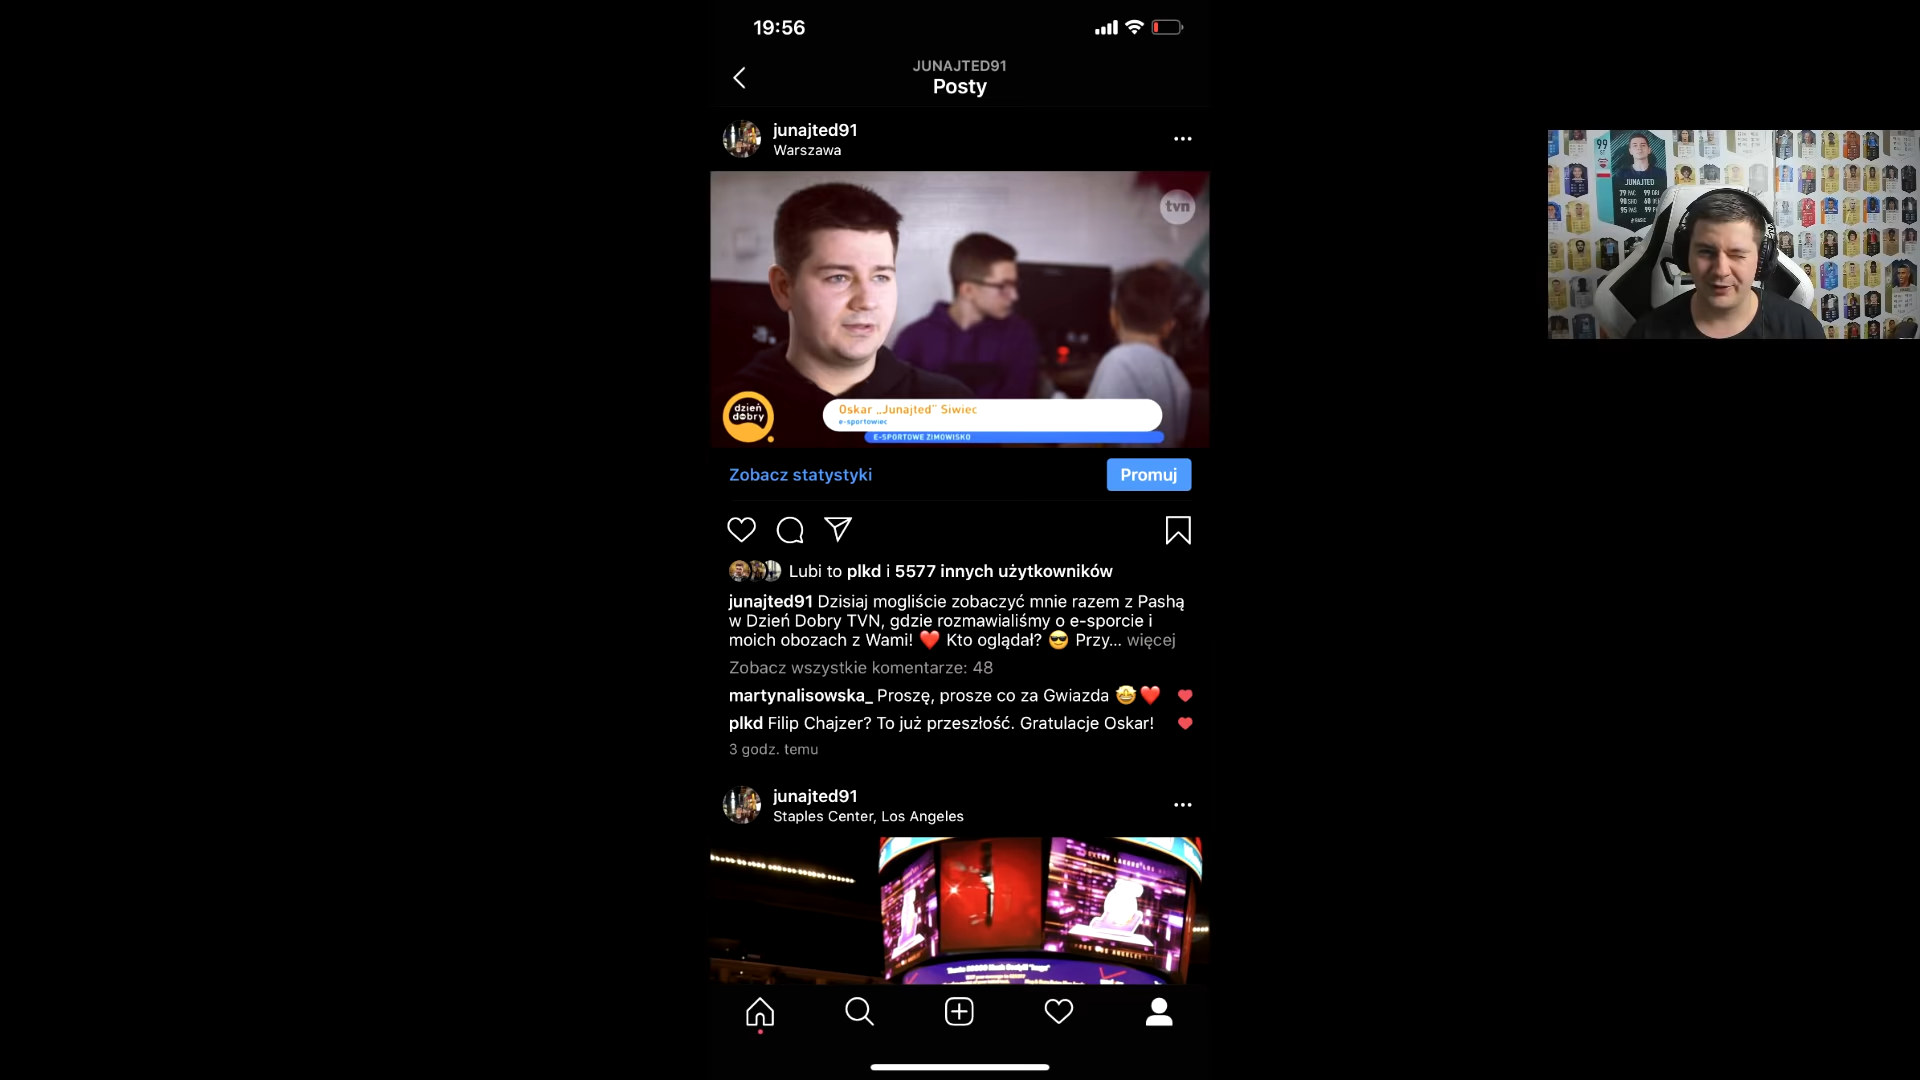 19:56
JUNAJTED91
Posty
junajted91
Warszawa
tvn
dzień
dobry
Oskar „Junajted" Siwiec
e-sportowiec
E-SPORTOWE ZIMOWISKO
Zobacz statystyki
Promuj
Lubi to plkd i 5577 innych użytkowników
junajted91 Dzisiaj mogliście zobaczyć mnie razem z Pashą
w Dzień Dobry TVN, gdzie rozmawialiśmy o e-sporcie i
moich obozach z Wami! ❤️ Kto oglądał? 😎 Przy... więcej
Zobacz wszystkie komentarze: 48
martynalisowska_ Proszę, prosze co za Gwiazda 🤩❤️
plkd Filip Chajzer? To już przeszłość. Gratulacje Oskar!
3 godz. temu
junajted91
Staples Center, Los Angeles
99
JUNAJTED